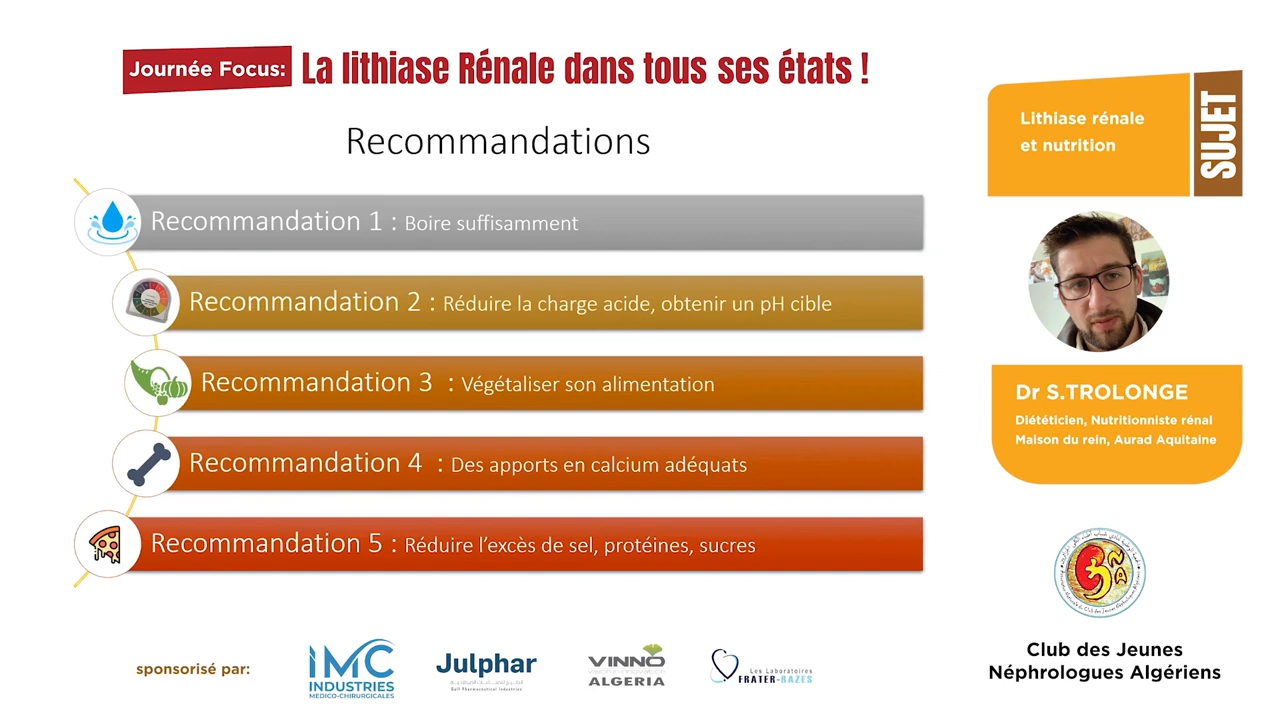 Journée Focus: La lithiase Rénale dans tous ses états !
Recommandations
Recommandation 1 : Boire suffisamment
Recommandation 2 : Réduire la charge acide, obtenir un pH cible
Recommandation 3 : Végétaliser son alimentation
Recommandation 4 : Des apports en calcium adéquats
Recommandation 5 : Réduire l'excès de sel, protéines, sucres
Lithiase rénale
et nutrition
SUJET
Dr S.TROLONGE
Diététicien, Nutritionniste rénal
Maison du rein, Aurad Aquitaine
Club des Jeunes
Néphrologues Algériens
sponsorisé par:
IMC
INDUSTRIES
MEDICO-CHIRURGICALES
Julphar
Gulf Pharmaceutical Industries
VINNO
ALGERIA
Les Laboratoires
FRATER-RAZES